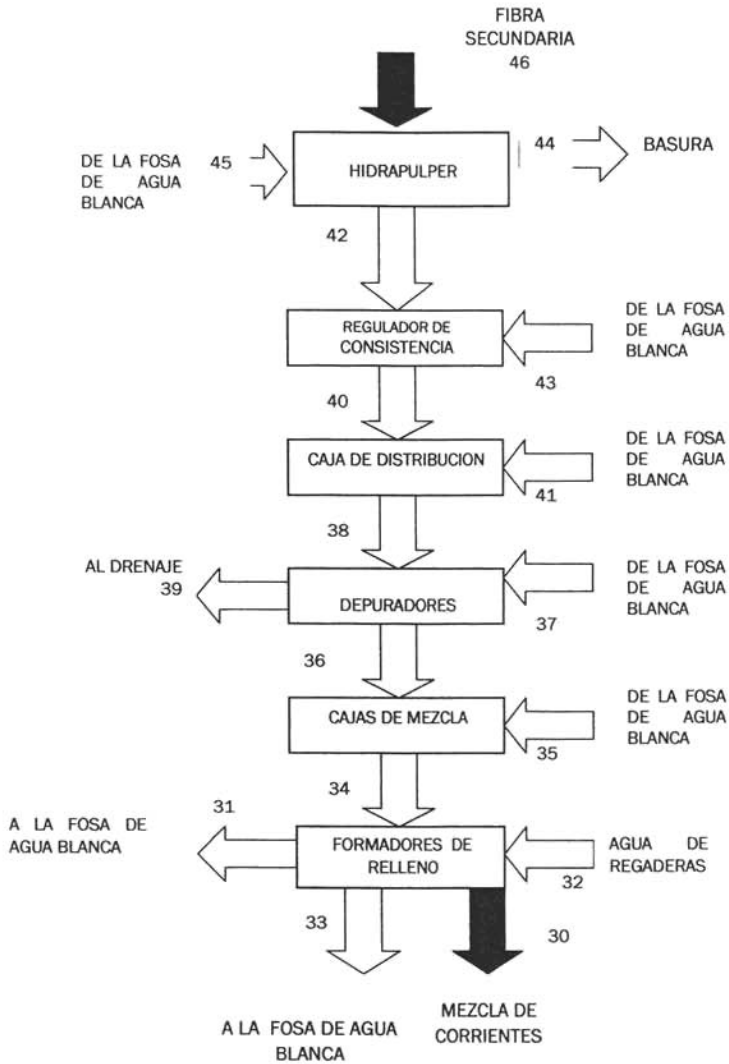 FIBRA
SECUNDARIA
46
DE LA FOSA
DE AGUA
BLANCA
45
HIDRAPULPER
44
BASURA
42
REGULADOR DE
CONSISTENCIA
DE LA FOSA
DE AGUA
BLANCA
43
40
CAJA DE DISTRIBUCION
DE LA FOSA
DE AGUA
BLANCA
41
38
AL DRENAJE
39
DEPURADORES
DE LA FOSA
DE AGUA
BLANCA
37
36
CAJAS DE MEZCLA
DE LA FOSA
DE AGUA
BLANCA
35
34
31
A LA FOSA DE
AGUA BLANCA
FORMADORES DE
RELLENO
AGUA DE
REGADERAS
32
33
30
A LA FOSA DE AGUA
BLANCA
MEZCLA DE
CORRIENTES